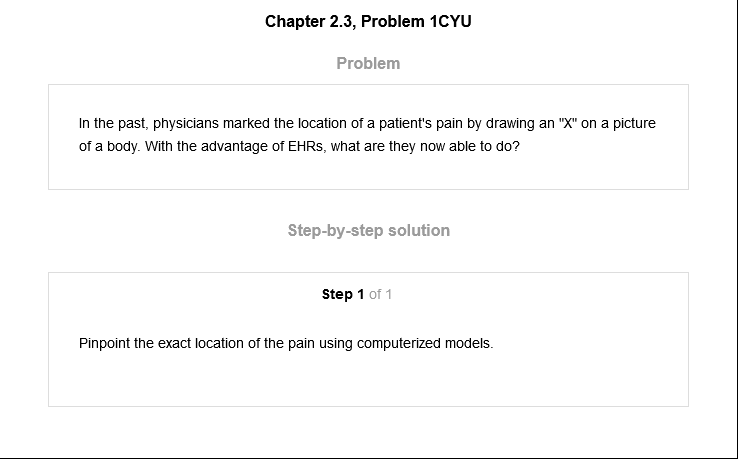 Chapter 2.3, Problem 1CYU
Problem
In the past, physicians marked the location of a patient's pain by drawing an "X" on a picture
of a body. With the advantage of EHRs, what are they now able to do?
Step-by-step solution
Step 1 of 1
Pinpoint the exact location of the pain using computerized models.